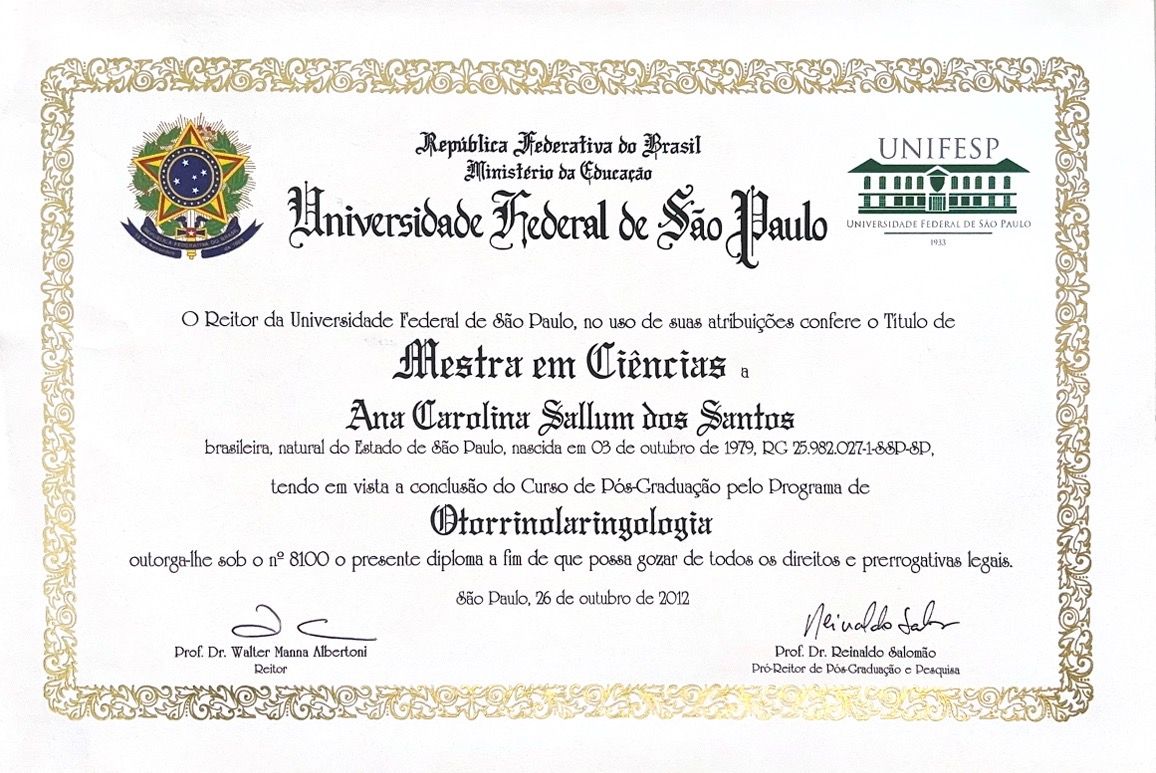 República Federativa do Brasil
Ministério da Educação
Universidade Federal de São Paulo
REPÚBLICA FEDERATIVA DO BRASIL
UNIFESP
UNIVERSIDADE FEDERAL DE SÃO PAULO
1933
O Reitor da Universidade Federal de São Paulo, no uso de suas atribuições confere o Título de
Mestra em Ciências a
Ana Carolina Sallum dos Santos
brasileira, natural do Estado de São Paulo, nascida em 03 de outubro de 1979, RG 25.982.027-1-SSP-SP,
tendo em vista a conclusão do Curso de Pós-Graduação pelo Programa de
Otorrinolaringologia
outorga-lhe sob o nº 8100 o presente diploma a fim de que possa gozar de todos os direitos e prerrogativas legais.
São Paulo, 26 de outubro de 2012
Reinaldo Salo
Prof. Dr. Walter Manna Albertoni
Reitor
Prof. Dr. Reinaldo Salomão
Pró-Reitor de Pós-Graduação e Pesquisa